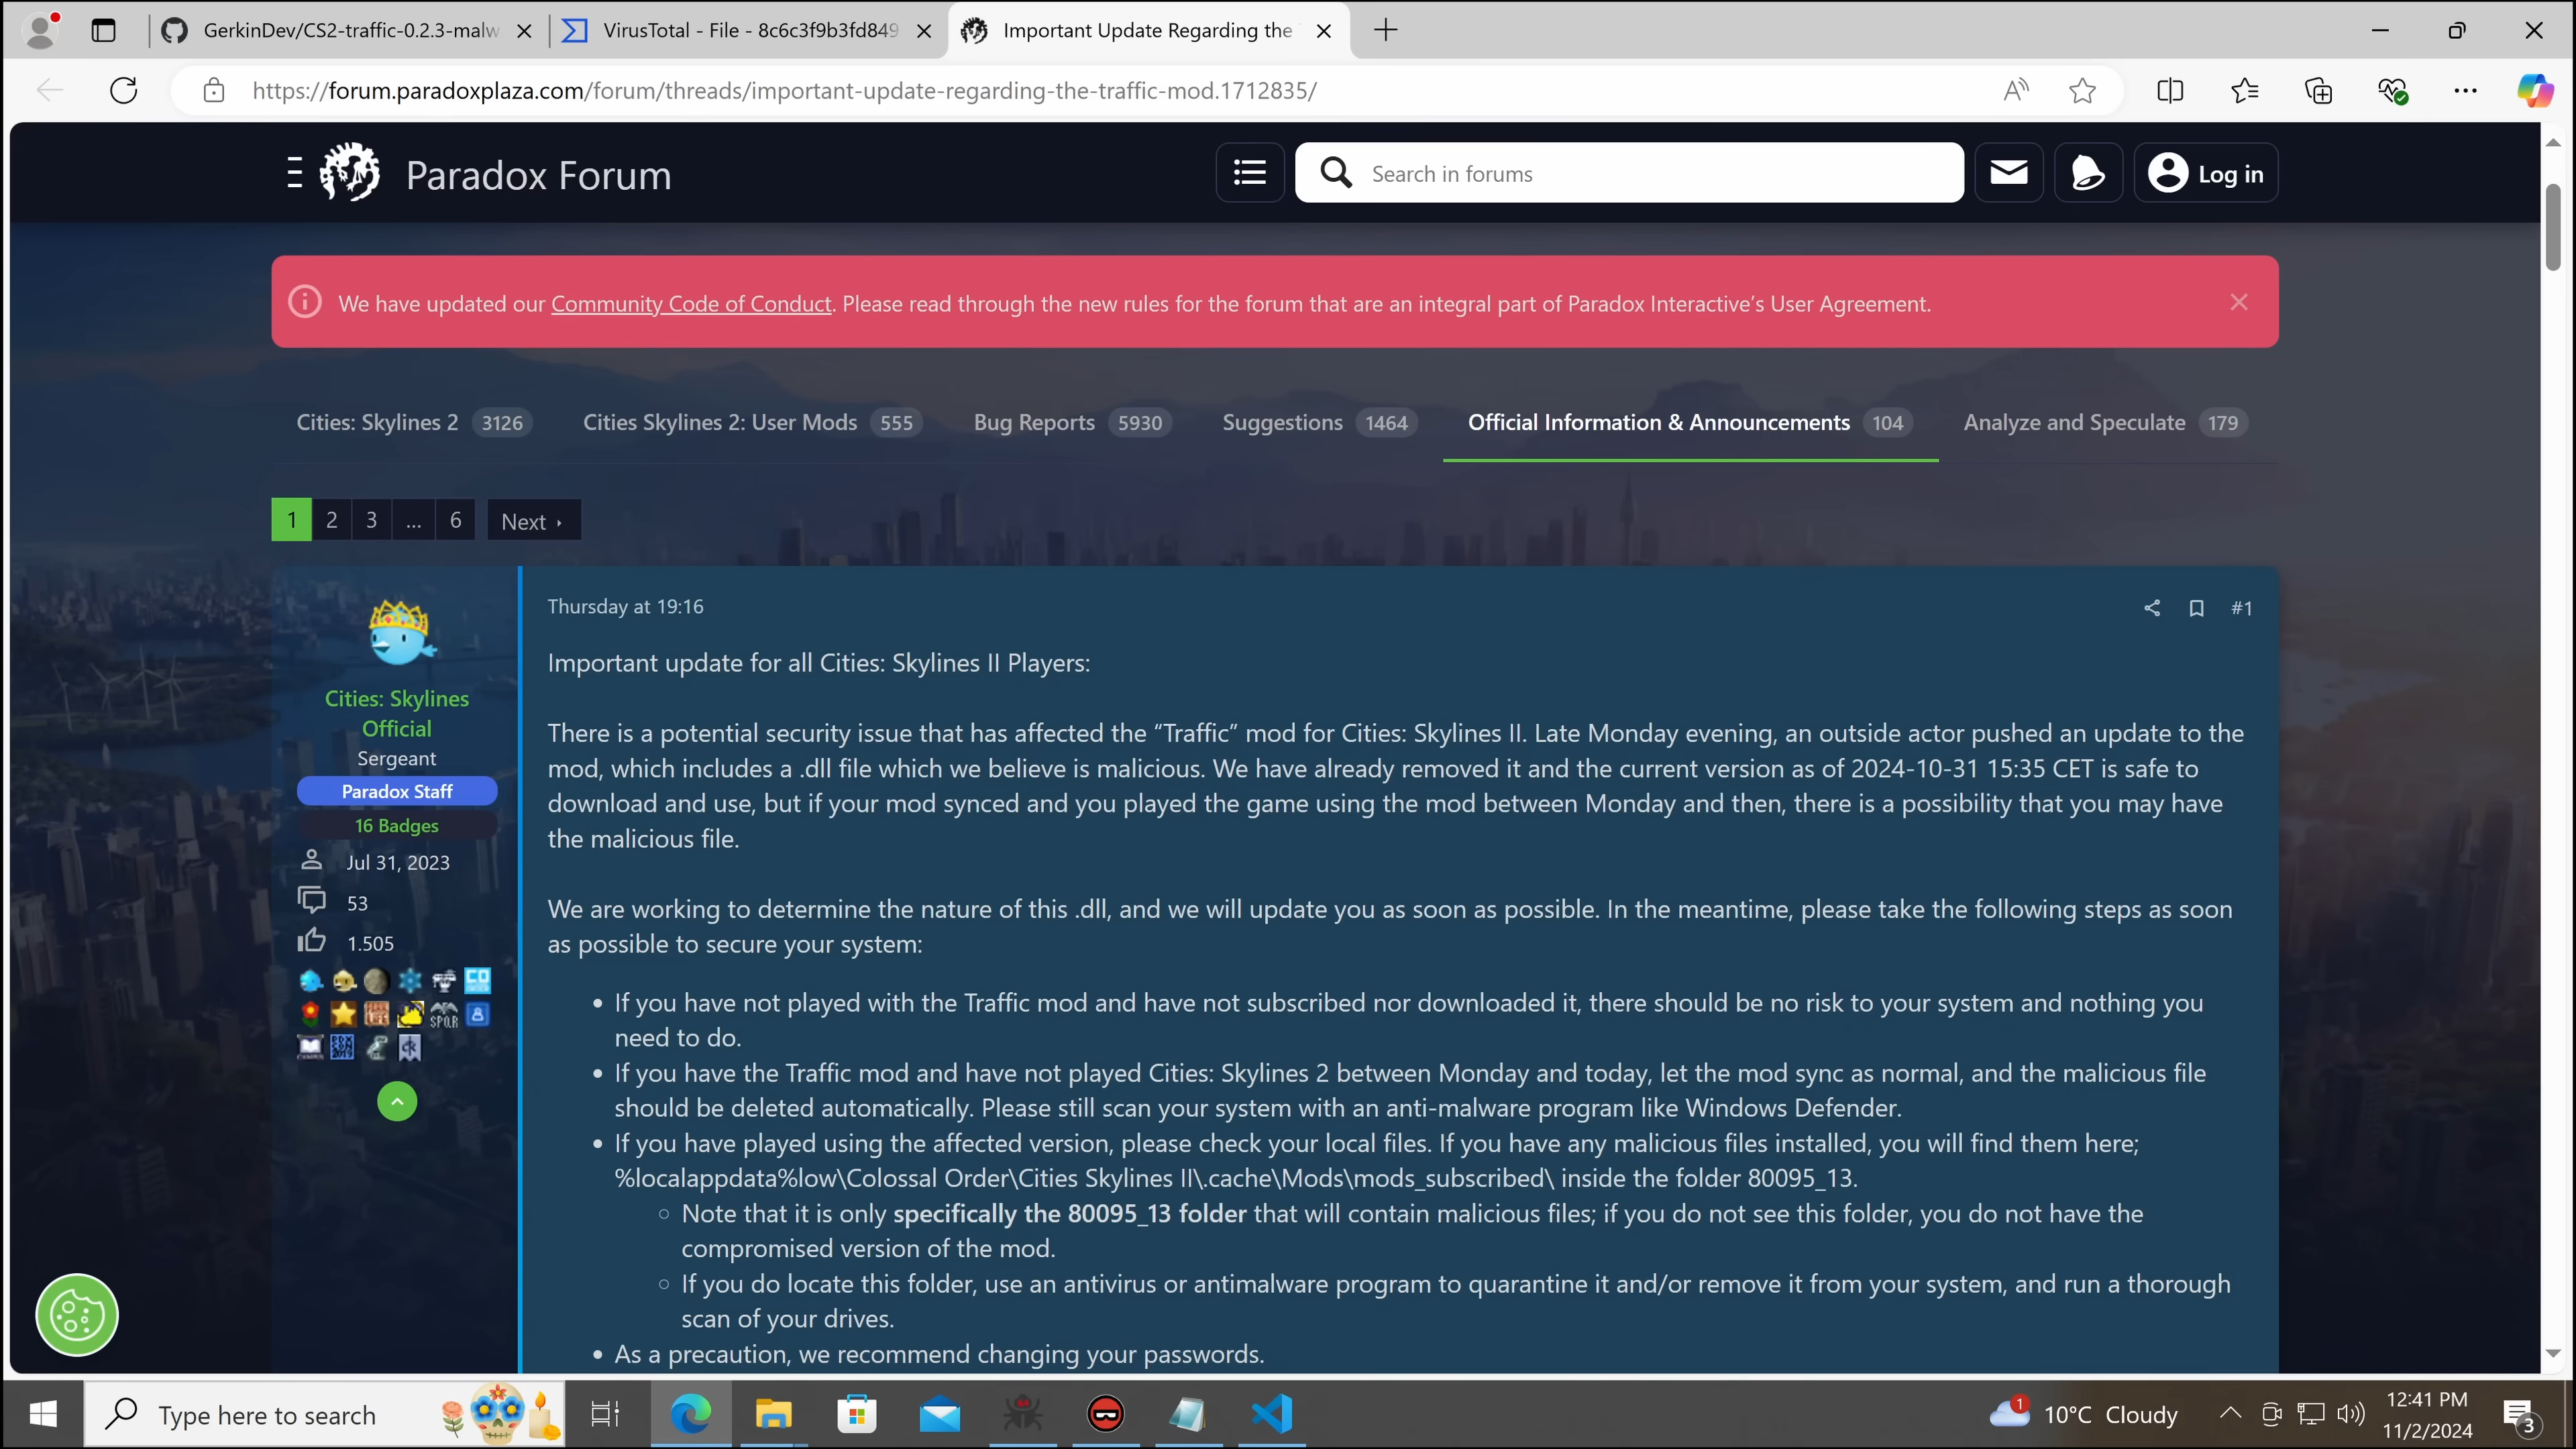 GerkinDev/CS2-traffic-0.2.3-malw
VirusTotal - File - 8c6c3f9b3fd849
Important Update Regarding the
https://forum.paradoxplaza.com/forum/threads/important-update-regarding-the-traffic-mod.1712835/
Paradox Forum
Search in forums
Log in
We have updated our Community Code of Conduct. Please read through the new rules for the forum that are an integral part of Paradox Interactive’s User Agreement.
Cities: Skylines 2 3126 Cities Skylines 2: User Mods 555 Bug Reports 5930 Suggestions 1464 Official Information & Announcements 104 Analyze and Speculate 179
1 2 3 ... 6 Next
Cities: Skylines
Official
Sergeant
Paradox Staff
16 Badges
Jul 31, 2023
53
1.505
Thursday at 19:16 #1
Important update for all Cities: Skylines II Players:
There is a potential security issue that has affected the “Traffic” mod for Cities: Skylines II. Late Monday evening, an outside actor pushed an update to the
mod, which includes a .dll file which we believe is malicious. We have already removed it and the current version as of 2024-10-31 15:35 CET is safe to
download and use, but if your mod synced and you played the game using the mod between Monday and then, there is a possibility that you may have
the malicious file.
We are working to determine the nature of this .dll, and we will update you as soon as possible. In the meantime, please take the following steps as soon
as possible to secure your system:
• If you have not played with the Traffic mod and have not subscribed nor downloaded it, there should be no risk to your system and nothing you
need to do.
• If you have the Traffic mod and have not played Cities: Skylines 2 between Monday and today, let the mod sync as normal, and the malicious file
should be deleted automatically. Please still scan your system with an anti-malware program like Windows Defender.
• If you have played using the affected version, please check your local files. If you have any malicious files installed, you will find them here;
%localappdata%low\Colossal Order\Cities Skylines II\.cache\Mods\mods_subscribed\ inside the folder 80095_13.
○ Note that it is only specifically the 80095_13 folder that will contain malicious files; if you do not see this folder, you do not have the
compromised version of the mod.
○ If you do locate this folder, use an antivirus or antimalware program to quarantine it and/or remove it from your system, and run a thorough
scan of your drives.
• As a precaution, we recommend changing your passwords.
Type here to search
1
10°C Cloudy
12:41 PM
11/2/2024
3